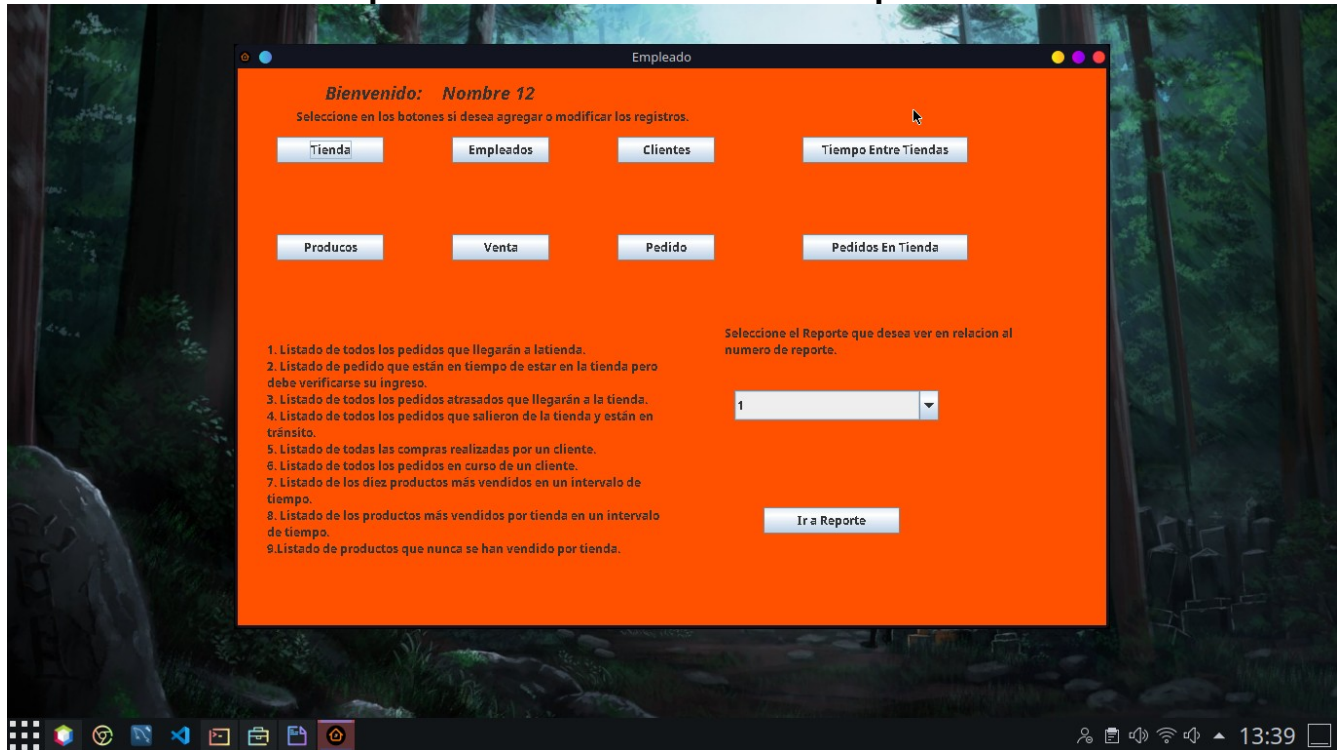 Empleado
Bienvenido: Nombre 12
Seleccione en los botones si desea agregar o modificar los registros.
Tienda
Empleados
Clientes
Tiempo Entre Tiendas
Producos
Venta
Pedido
Pedidos En Tienda
1. Listado de todos los pedidos que llegarán a latienda.
2. Listado de pedido que están en tiempo de estar en la tienda pero
debe verificarse su ingreso.
3. Listado de todos los pedidos atrasados que llegarán a la tienda.
4. Listado de todos los pedidos que salieron de la tienda y están en
tránsito.
5. Listado de todas las compras realizadas por un cliente.
6. Listado de todos los pedidos en curso de un cliente.
7. Listado de los diez productos más vendidos en un intervalo de
tiempo.
8. Listado de los productos más vendidos por tienda en un intervalo
de tiempo.
9.Listado de productos que nunca se han vendido por tienda.
Seleccione el Reporte que desea ver en relacion al
numero de reporte.
1
Ir a Reporte
13:39